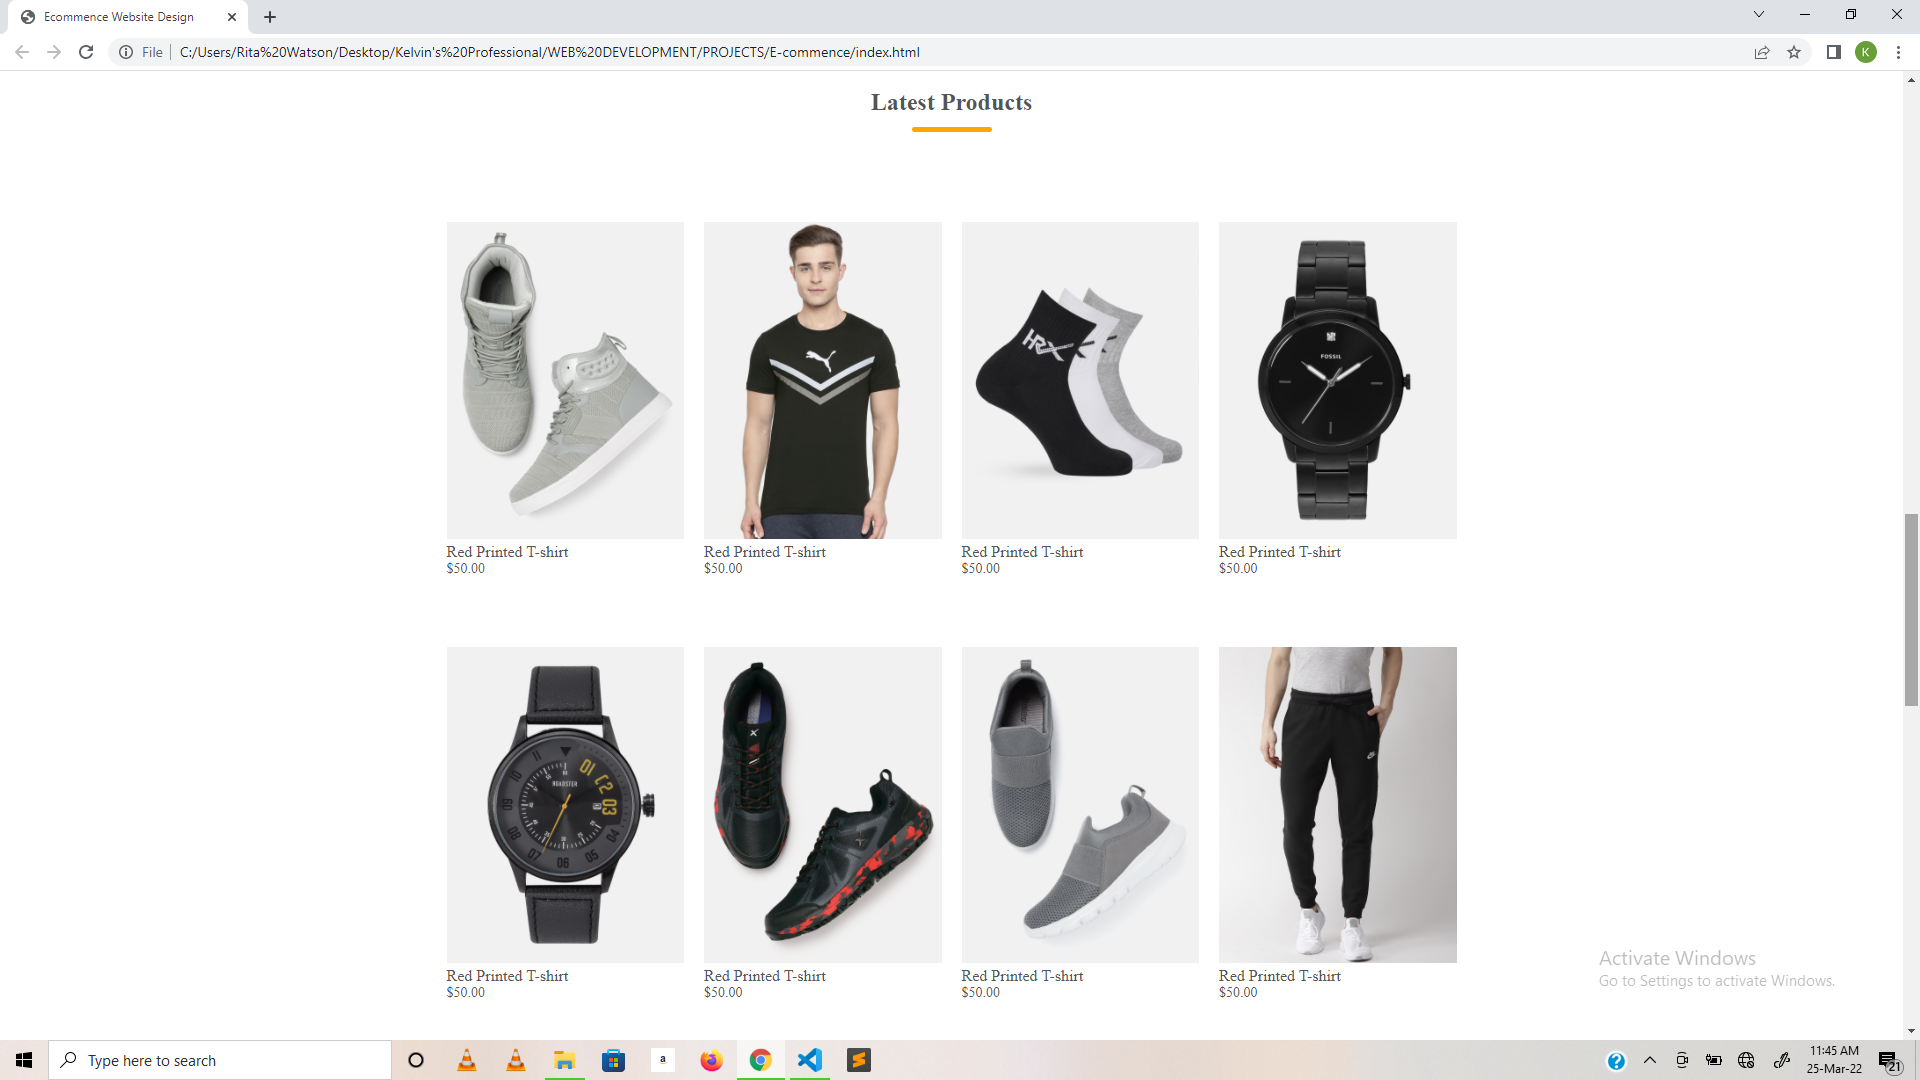 Ecommence Website Design
File
C:/Users/Rita%20Watson/Desktop/Kelvin's%20Professional/WEB%20DEVELOPMENT/PROJECTS/E-commence/index.html
K
Latest Products
HRX
FOSSIL
Red Printed T-shirt
Red Printed T-shirt
Red Printed T-shirt
Red Printed T-shirt
$50.00
$50.00
$50.00
$50.00
ROADSTER
01 02 03 04 05 06 07 08 09 10 11
X
Red Printed T-shirt
Red Printed T-shirt
Red Printed T-shirt
Red Printed T-shirt
$50.00
$50.00
$50.00
$50.00
Activate Windows
Go to Settings to activate Windows.
Type here to search
a
11:45 AM
25-Mar-22
21